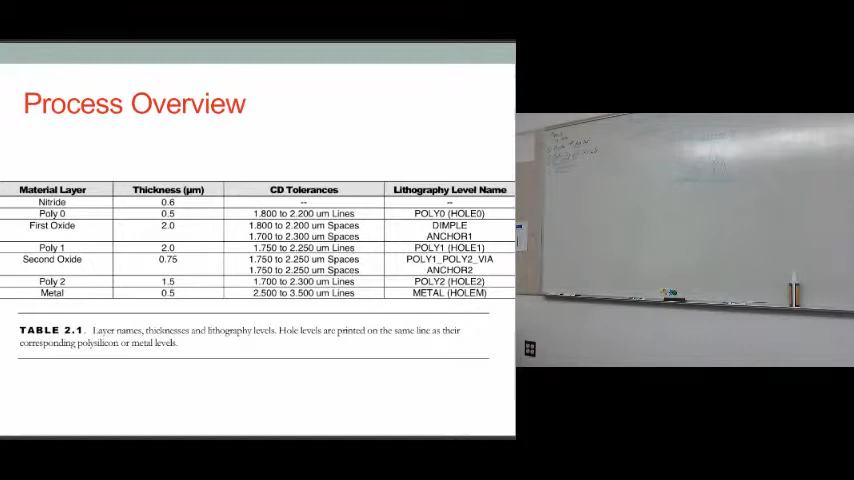 Process Overview
Material Layer Thickness (µm) CD Tolerances Lithography Level Name
Nitride 0.6 -- --
Poly 0 0.5 1.800 to 2.200 um Lines POLY0 (HOLE0)
First Oxide 2.0 1.800 to 2.200 um Spaces DIMPLE
1.700 to 2.300 um Spaces ANCHOR1
Poly 1 2.0 1.750 to 2.250 um Lines POLY1 (HOLE1)
Second Oxide 0.75 1.750 to 2.250 um Spaces POLY1_POLY2_VIA
1.750 to 2.250 um Spaces ANCHOR2
Poly 2 1.5 1.700 to 2.300 um Lines POLY2 (HOLE2)
Metal 0.5 2.500 to 3.500 um Lines METAL (HOLEM)
TABLE 2.1. Layer names, thicknesses and lithography levels. Hole levels are printed on the same line as their
corresponding polysilicon or metal levels.